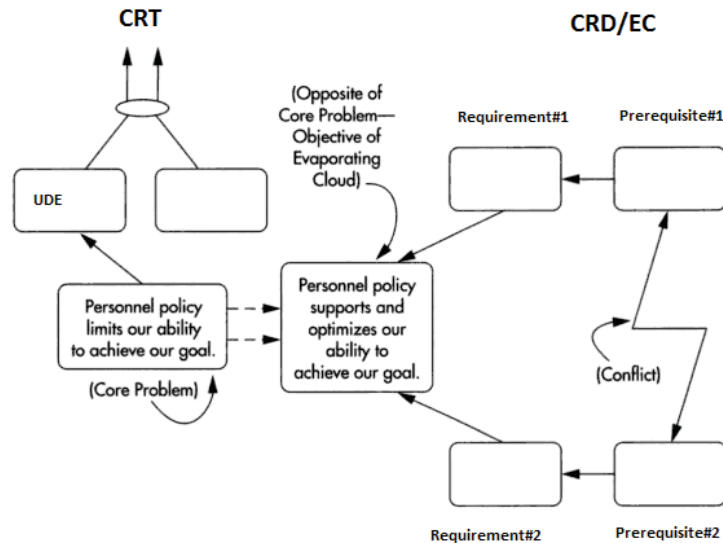 CRT
CRD/EC
(Opposite of
Core Problem—
Objective of
Evaporating
Cloud)
Requirement#1
Prerequisite#1
UDE
Personnel policy
limits our ability
to achieve our goal.
(Core Problem)
Personnel policy
supports and
optimizes our
ability to
achieve our goal.
(Conflict)
Requirement#2
Prerequisite#2